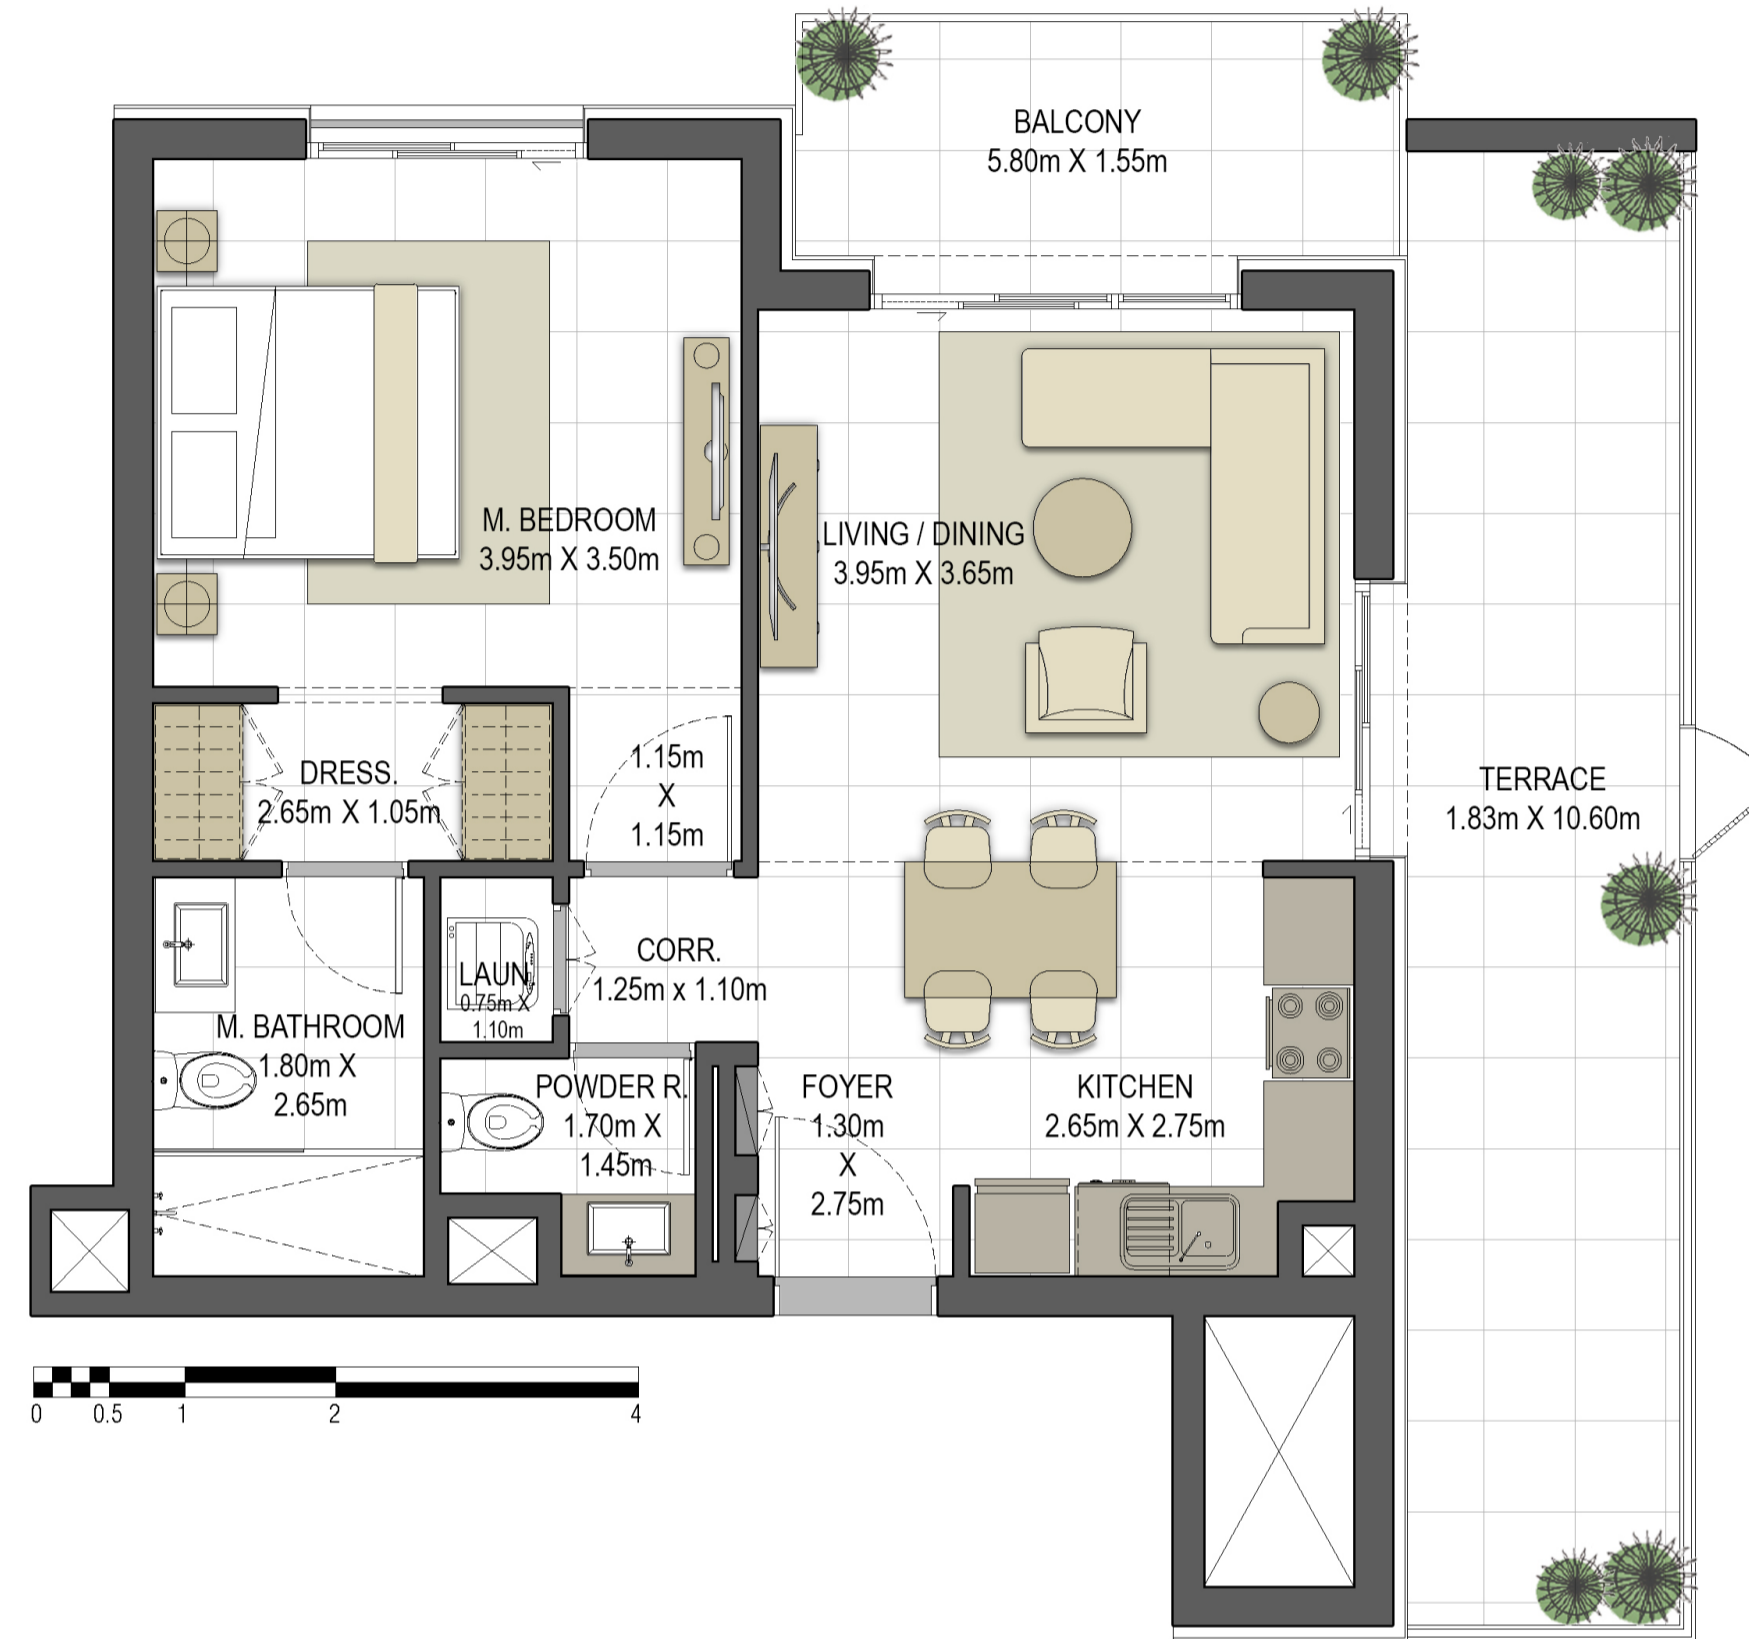 BALCONY
5.80m X 1.55m
M. BEDROOM
3.95m X 3.50m
LIVING / DINING
3.95m X 3.65m
DRESS.
2.65m X 1.05m
1.15m
X
1.15m
TERRACE
1.83m X 10.60m
CORR.
1.25m x 1.10m
LAUN.
0.75m X
1.10m
M. BATHROOM
1.80m X
2.65m
POWDER R.
1.70m X
1.45m
FOYER
1.30m
X
2.75m
KITCHEN
2.65m X 2.75m
0 0.5 1 2 4